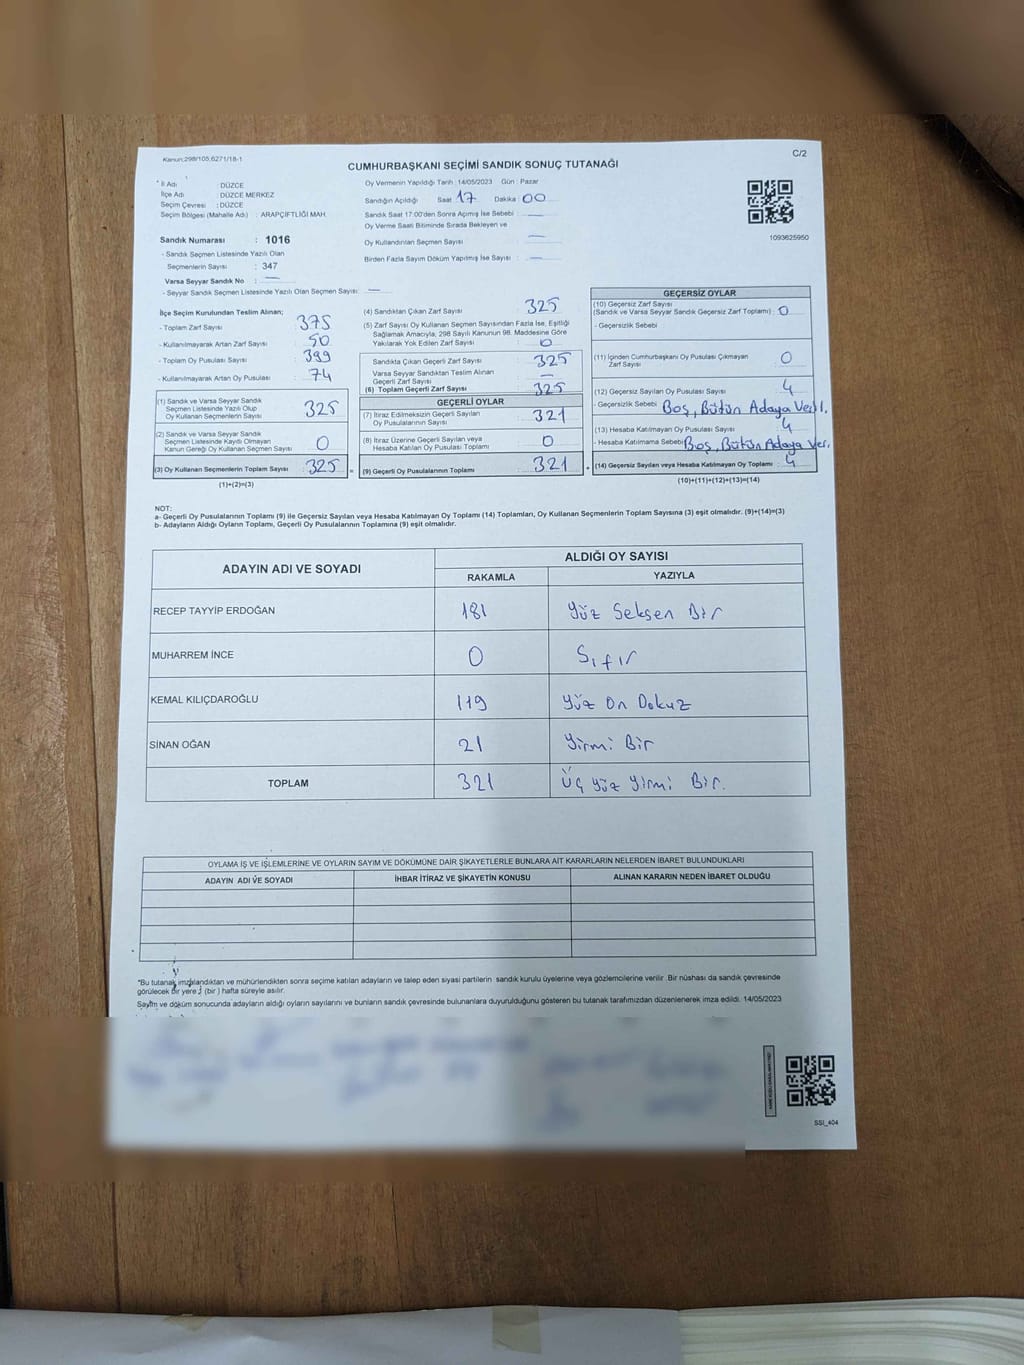 Kanun:298/105,6271/18-1
C/2
CUMHURBAŞKANI SEÇİMİ SANDIK SONUÇ TUTANAĞI
İl Adı : DÜZCE
İlçe Adı : DÜZCE MERKEZ
Seçim Çevresi : DÜZCE
Seçim Bölgesi (Mahalle Adı) : ARAPÇİFTLİĞİ MAH.
Sandık Numarası : 1016
- Sandık Seçmen Listesinde Yazılı Olan
Seçmenlerin Sayısı : 347
Varsa Seyyar Sandık No : —
- Seyyar Sandık Seçmen Listesinde Yazılı Olan Seçmen Sayısı: —
Oy Vermenin Yapıldığı Tarih : 14/05/2023 Gün : Pazar
Sandığın Açıldığı Saat 17 Dakika : 00
Sandık Saat 17:00'den Sonra Açımış İse Sebebi : —
Oy Verme Saati Bitiminde Sırada Bekleyen ve
Oy Kullandırılan Seçmen Sayısı —
Birden Fazla Sayım Döküm Yapılmış İse Sayısı : —
1093625950
İlçe Seçim Kurulundan Teslim Alınan;
- Toplam Zarf Sayısı 375
- Kullanılmayarak Artan Zarf Sayısı : 50
- Toplam Oy Pusulası Sayısı : 399
- Kullanılmayarak Artan Oy Pusulası : 74
(1) Sandık ve Varsa Seyyar Sandık
Seçmen Listesinde Yazılı Olup
Oy Kullanan Seçmenlerin Sayısı : 325
(2) Sandık ve Varsa Seyyar Sandık
Seçmen Listesinde Kaydı Olmayan
Kanun Gereği Oy Kullanan Seçmen Sayısı : 0
(3) Oy Kullanan Seçmenlerin Toplam Sayısı : 325 =
(1)+(2)=(3)
(4) Sandıktan Çıkan Zarf Sayısı : 325
(5) Zarf Sayısı Oy Kullanan Seçmen Sayısından Fazla İse, Eşitliği
Sağlamak Amacıyla, 298 Sayılı Kanunun 98. Maddesine Göre
Yakılarak Yok Edilen Zarf Sayısı : 0
Sandıkta Çıkan Geçerli Zarf Sayısı : 325
Varsa Seyyar Sandıktan Teslim Alınan
Geçerli Zarf Sayısı : —
(6) Toplam Geçerli Zarf Sayısı : 325
GEÇERLİ OYLAR
(7) İtiraz Edilmeksizin Geçerli Sayılan
Oy Pusulalarının Sayısı : 321
(8) İtiraz Üzerine Geçerli Sayılan veya
Hesaba Katılan Oy Pusulası Toplamı : 0
(9) Geçerli Oy Pusulalarının Toplamı : 321 +
GEÇERSİZ OYLAR
(10) Geçersiz Zarf Sayısı
(Sandık ve Varsa Seyyar Sandık Geçersiz Zarf Toplamı) : 0
- Geçersizlik Sebebi :
(11) İçinden Cumhurbaşkanı Oy Pusulası Çıkmayan
Zarf Sayısı : 0
(12) Geçersiz Sayılan Oy Pusulası Sayısı : 4
- Geçersizlik Sebebi : Boş, Bütün Adaya Veril.
(13) Hesaba Katılmayan Oy Pusulası Sayısı : 4
- Hesaba Katılmama Sebebi: Boş, Bütün Adaya Ver.
(14) Geçersiz Sayılan veya Hesaba Katılmayan Oy Toplamı : 4
(10)+(11)+(12)+(13)=(14)
NOT:
a- Geçerli Oy Pusulalarının Toplamı (9) ile Geçersiz Sayılan veya Hesaba Katılmayan Oy Toplamı (14) Toplamları, Oy Kullanan Seçmenlerin Toplam Sayısına (3) eşit olmalıdır. (9)+(14)=(3)
b- Adayların Aldığı Oyların Toplamı, Geçerli Oy Pusulalarının Toplamına (9) eşit olmalıdır.
ADAYIN ADI VE SOYADI
ALDIĞI OY SAYISI
RAKAMLA YAZIYLA
RECEP TAYYİP ERDOĞAN 181 Yüz Seksen Bir
MUHARREM İNCE 0 Sıfır
KEMAL KILIÇDAROĞLU 119 Yüz On Dokuz
SİNAN OĞAN 21 Yirmi Bir
TOPLAM 321 Üç Yüz Yirmi Bir.
OYLAMA İŞ VE İŞLEMLERİNE VE OYLARIN SAYIM VE DÖKÜMÜNE DAİR ŞİKAYETLERLE BUNLARA AİT KARARLARIN NELERDEN İBARET BULUNDUKLARI
ADAYIN ADI VE SOYADI İHBAR İTİRAZ VE ŞİKAYETİN KONUSU ALINAN KARARIN NEDEN İBARET OLDUĞU
*Bu tutanak imzalandıktan ve mühürlendikten sonra seçime katılan adayların ve talep eden siyasi partilerin sandık kurulu üyelerine veya gözlemcilerine verilir. Bir nüshası da sandık çevresinde
görülecek bir yere 1 (bir ) hafta süreyle asılır.
Sayım ve döküm sonucunda adayların aldığı oyların sayılarını ve bunların sandık çevresinde bulunanlara duyurulduğunu gösteren bu tutanak tarafımızdan düzenlenerek imza edildi. 14/05/2023
SSI_404